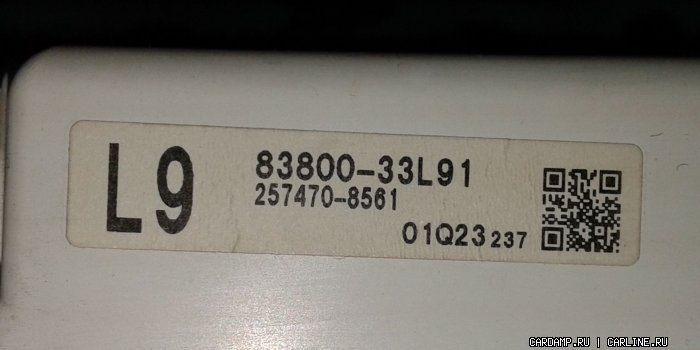 L9
83800-33L91
257470-8561
01Q23 237
CARDAMP.RU | CARLINE.RU